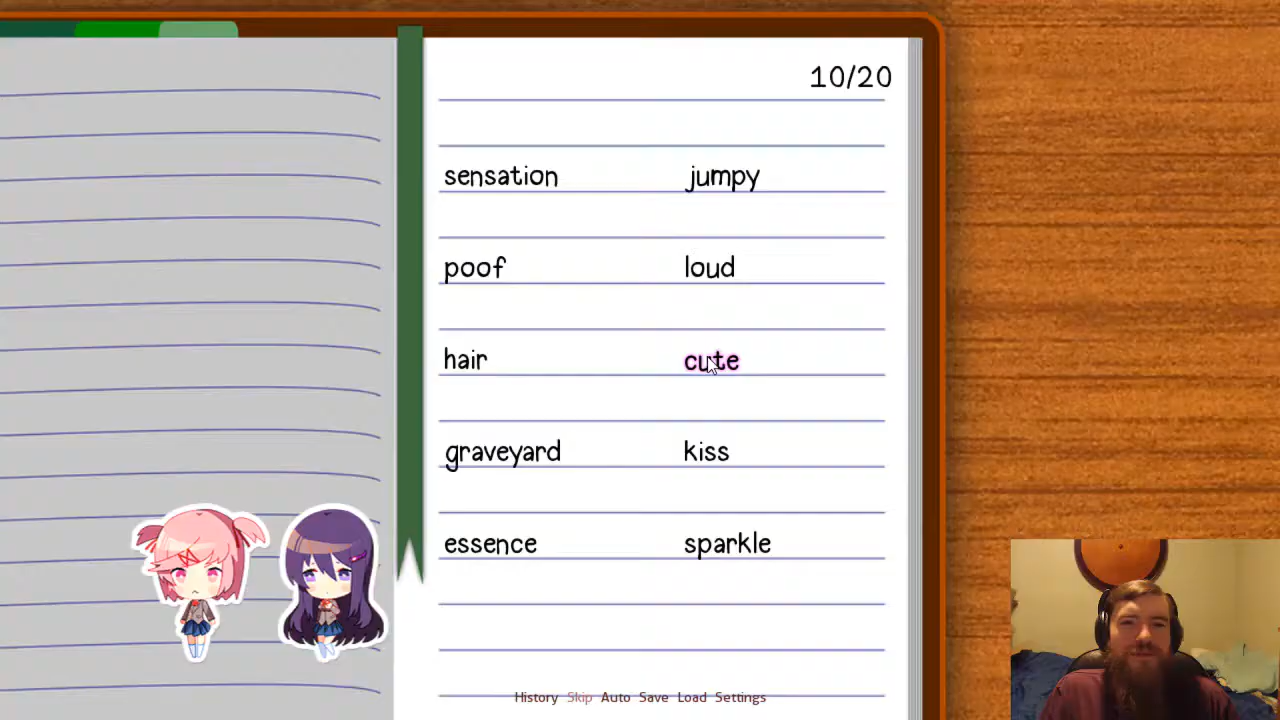 10/20
sensation jumpy
poof loud
hair cute
graveyard kiss
essence sparkle
History Skip Auto Save Load Settings